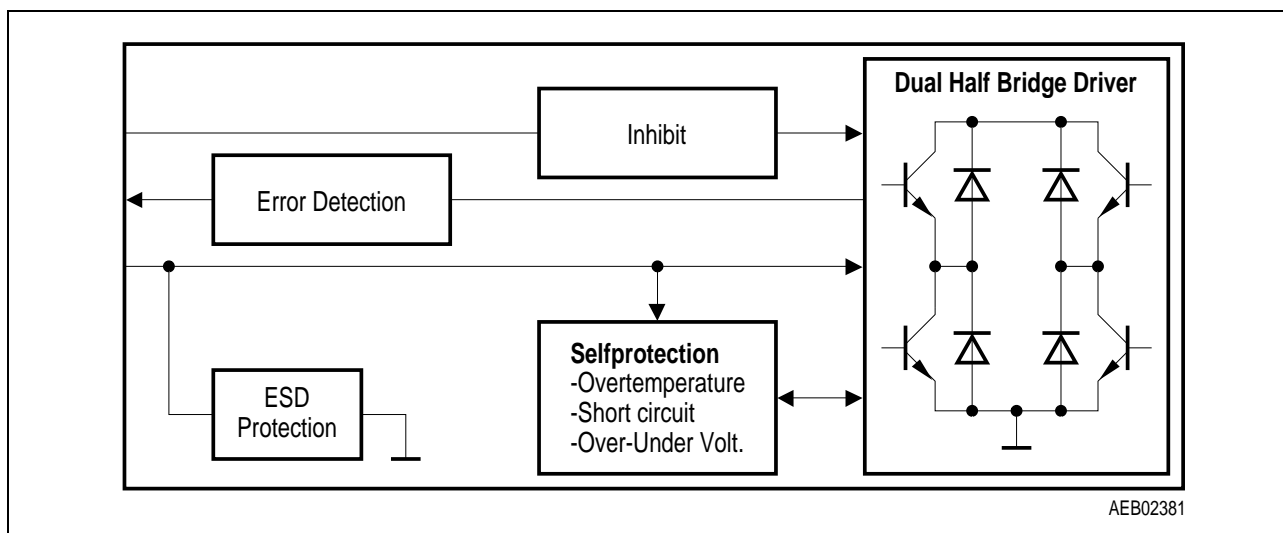 Dual Half Bridge Driver
Inhibit
Error Detection
Selfprotection
-Overtemperature
-Short circuit
-Over-Under Volt.
ESD
Protection
AEB02381